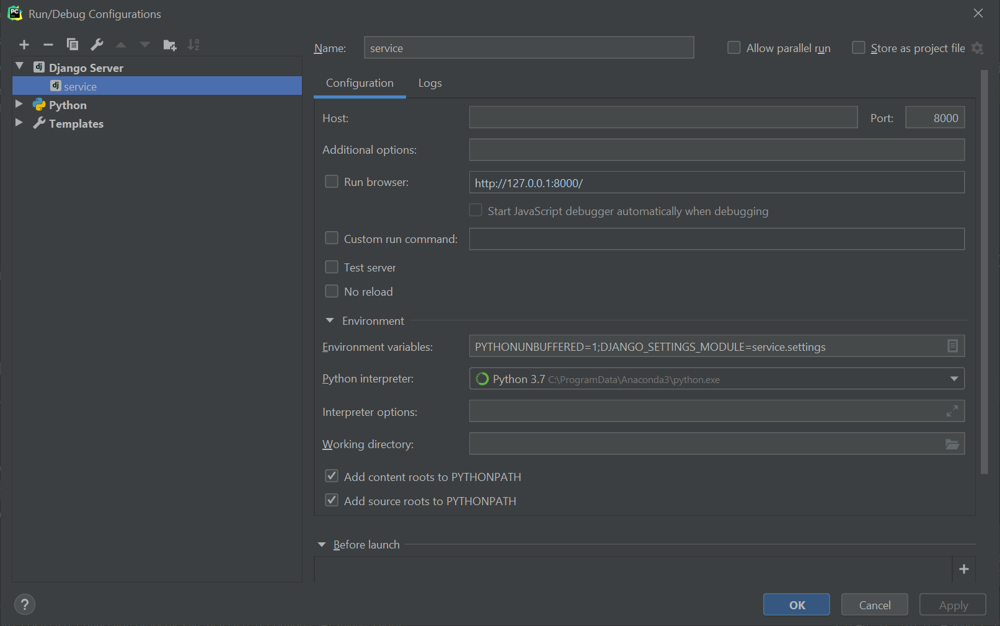 Run/Debug Configurations
Django Server
service
Python
Templates
Name: service Allow parallel run Store as project file
Configuration Logs
Host: Port: 8000
Additional options:
Run browser: http://127.0.0.1:8000/
Start JavaScript debugger automatically when debugging
Custom run command:
Test server
No reload
Environment
Environment variables: PYTHONUNBUFFERED=1;DJANGO_SETTINGS_MODULE=service.settings
Python interpreter: Python 3.7 C:\ProgramData\Anaconda3\python.exe
Interpreter options:
Working directory:
Add content roots to PYTHONPATH
Add source roots to PYTHONPATH
Before launch
? OK Cancel Apply